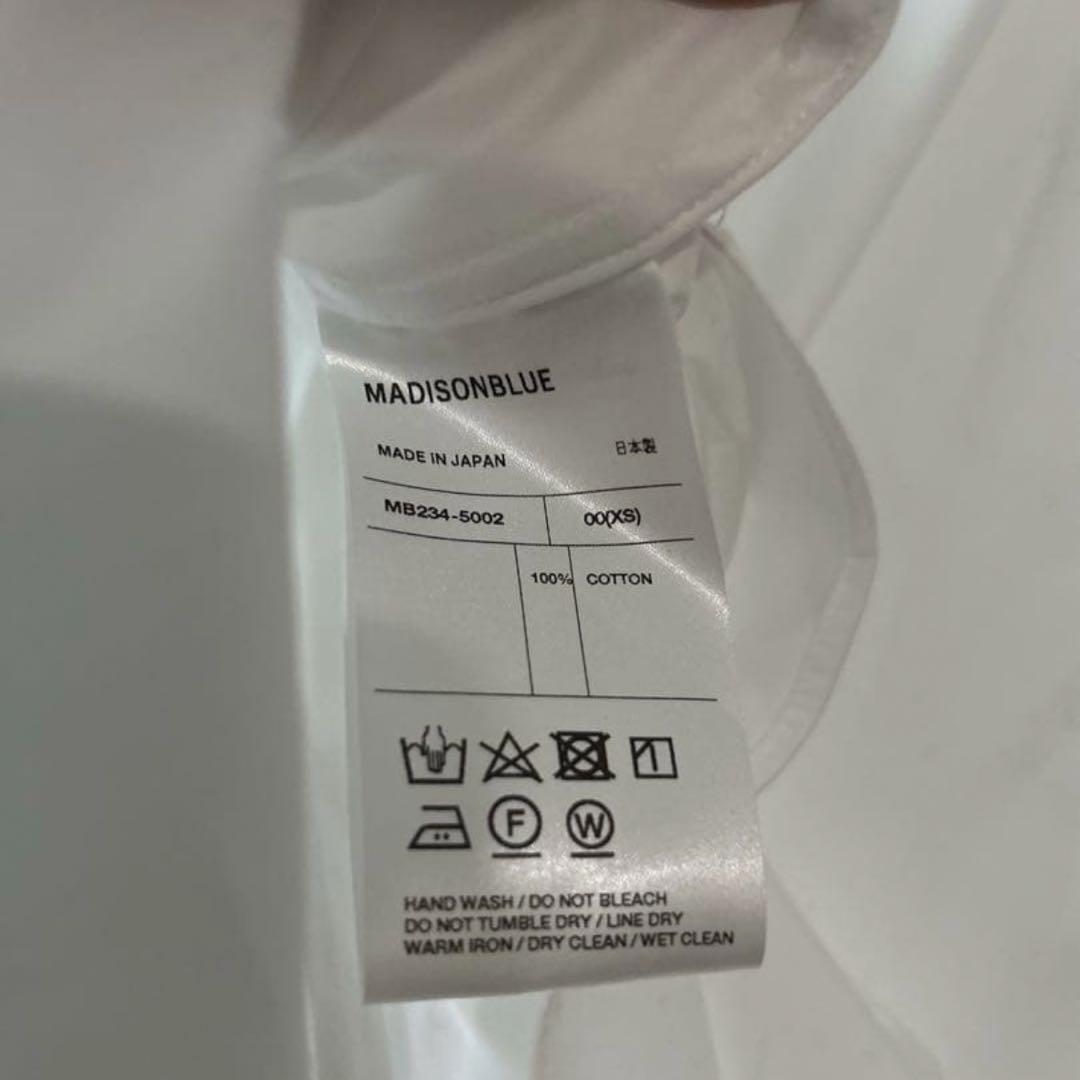 MADISONBLUE
MADE IN JAPAN 日本製
MB234-5002 00(XS)
100% COTTON
F W
HAND WASH / DO NOT BLEACH
DO NOT TUMBLE DRY / LINE DRY
WARM IRON / DRY CLEAN / WET CLEAN